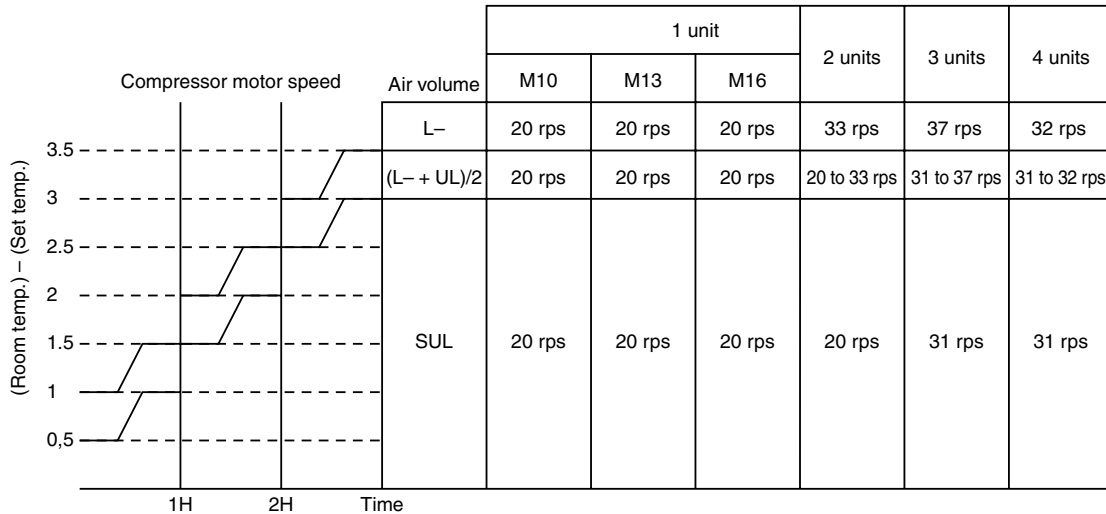 1 unit
2 units
3 units
4 units
Compressor motor speed
Air volume
M10
M13
M16
L–
20 rps
20 rps
20 rps
33 rps
37 rps
32 rps
(L– + UL)/2
20 rps
20 rps
20 rps
20 to 33 rps
31 to 37 rps
31 to 32 rps
SUL
20 rps
20 rps
20 rps
20 rps
31 rps
31 rps
(Room temp.) – (Set temp.)
3.5
3
2.5
2
1.5
1
0,5
1H
2H
Time